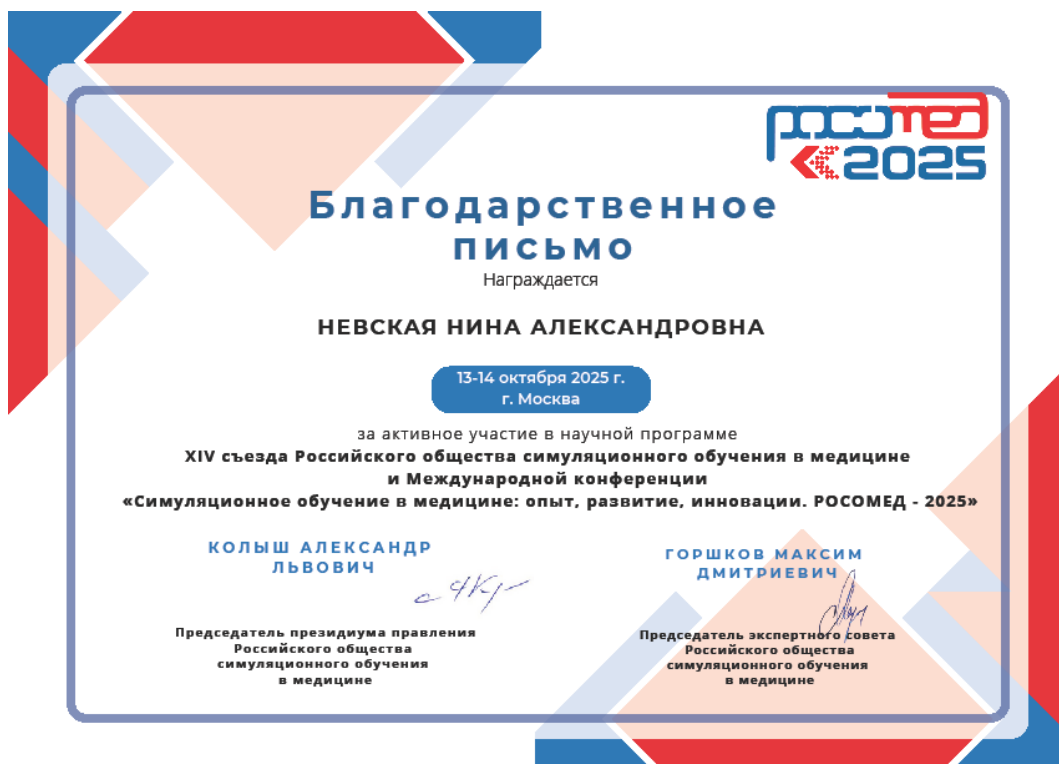 росомед
2025
Благодарственное
письмо
Награждается
НЕВСКАЯ НИНА АЛЕКСАНДРОВНА
13-14 октября 2025 г.
г. Москва
за активное участие в научной программе
XIV съезда Российского общества симуляционного обучения в медицине
и Международной конференции
«Симуляционное обучение в медицине: опыт, развитие, инновации. РОСОМЕД - 2025»
КОЛЫШ АЛЕКСАНДР
ЛЬВОВИЧ
Председатель президиума правления
Российского общества
симуляционного обучения
в медицине
ГОРШКОВ МАКСИМ
ДМИТРИЕВИЧ
Председатель экспертного совета
Российского общества
симуляционного обучения
в медицине